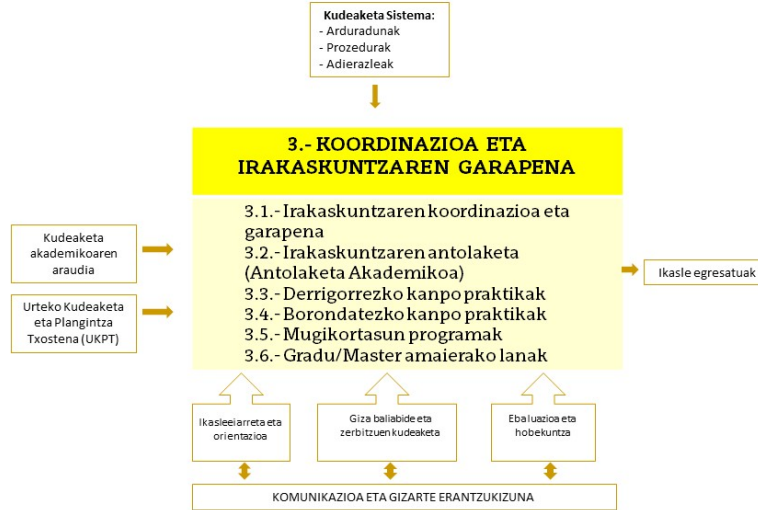 Kudeaketa Sistema:
- Arduradunak
- Prozedurak
- Adierazleak
3.- KOORDINAZIOA ETA
IRAKASKUNTZAREN GARAPENA
3.1.- Irakaskuntzaren koordinazioa eta
garapena
3.2.- Irakaskuntzaren antolaketa
(Antolaketa Akademikoa)
3.3.- Derrigorrezko kanpo praktikak
3.4.- Borondatezko kanpo praktikak
3.5.- Mugikortasun programak
3.6.- Gradu/Master amaierako lanak
Kudeaketa
akademikoaren
araudia
Urteko Kudeaketa
eta Plangintza
Txostena (UKPT)
Ikasle egresatuak
Ikasleei arreta eta
orientazioa
Giza baliabide eta
zerbitzuen kudeaketa
Ebaluazioa eta
hobekuntza
KOMUNIKAZIOA ETA GIZARTE ERANTZUKIZUNA